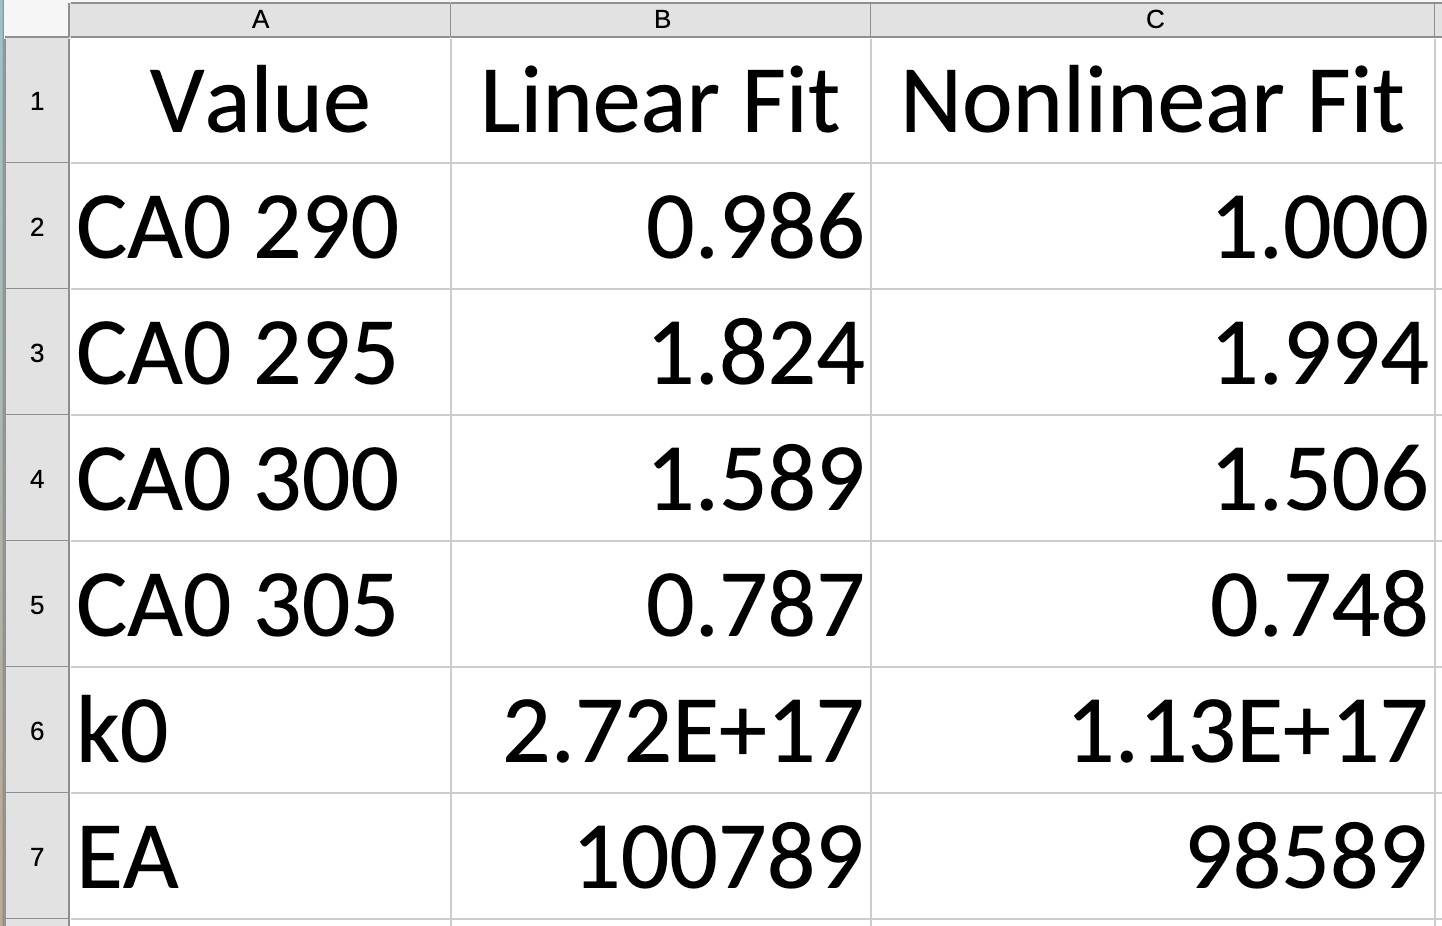 A B C
1 Value Linear Fit Nonlinear Fit
2 CA0 290 0.986 1.000
3 CA0 295 1.824 1.994
4 CA0 300 1.589 1.506
5 CA0 305 0.787 0.748
6 k0 2.72E+17 1.13E+17
7 EA 100789 98589